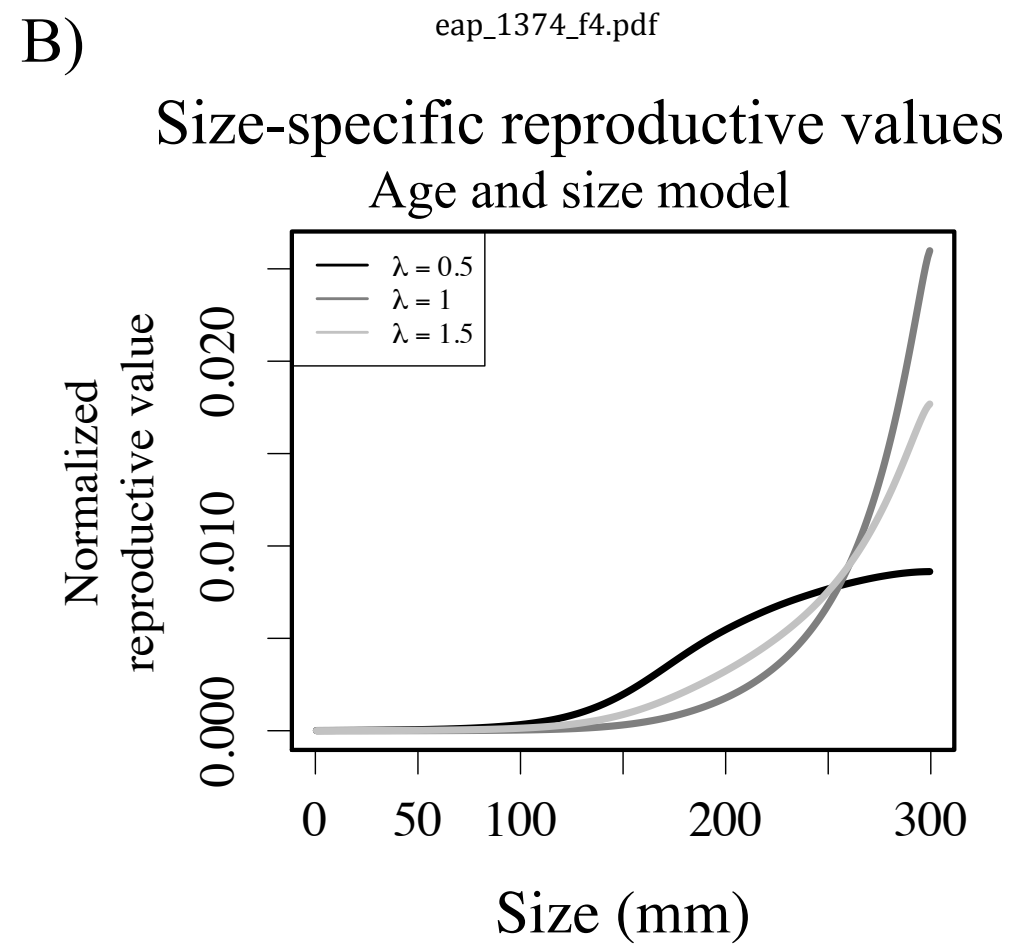 eap_1374_f4.pdf
B)
Size-specific reproductive values
Age and size model
λ = 0.5
λ = 1
λ = 1.5
Normalized
reproductive value
0.020
0.010
0.000
0 50 100 200 300
Size (mm)